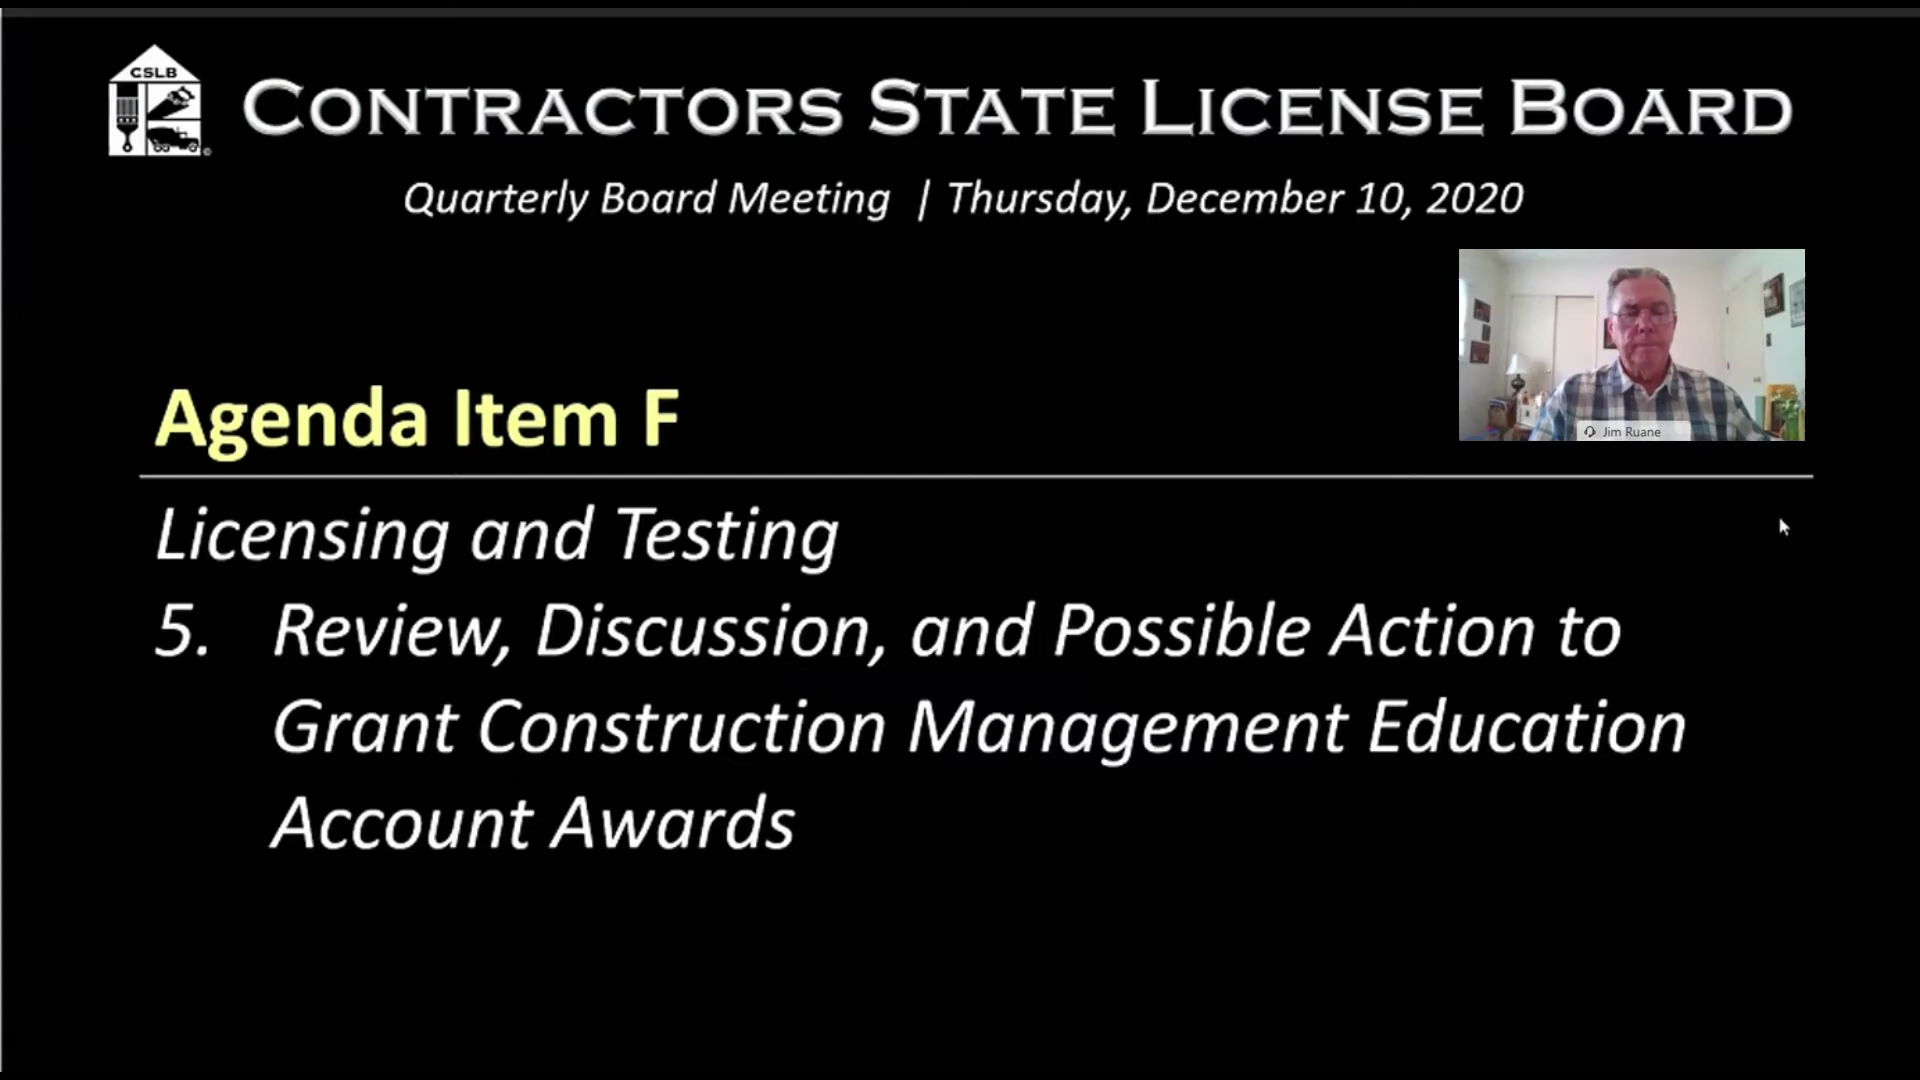 CSLB
CONTRACTORS STATE LICENSE BOARD
Quarterly Board Meeting | Thursday, December 10, 2020
Jim Ruane
Agenda Item F
Licensing and Testing
5. Review, Discussion, and Possible Action to
Grant Construction Management Education
Account Awards